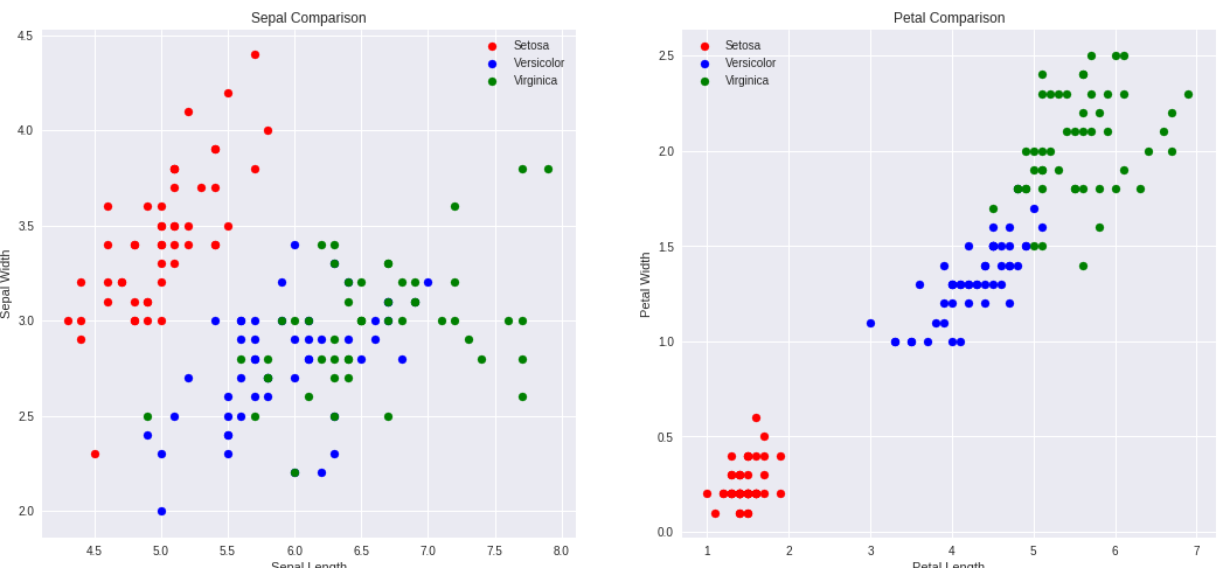 Sepal Comparison
4.5
4.0
3.5
3.0
2.5
2.0
Sepal Width
Setosa
Versicolor
Virginica
4.5 5.0 5.5 6.0 6.5 7.0 7.5 8.0
Sepal Length
Petal Comparison
2.5
2.0
1.5
1.0
0.5
0.0
Petal Width
Setosa
Versicolor
Virginica
1 2 3 4 5 6 7
Petal Length